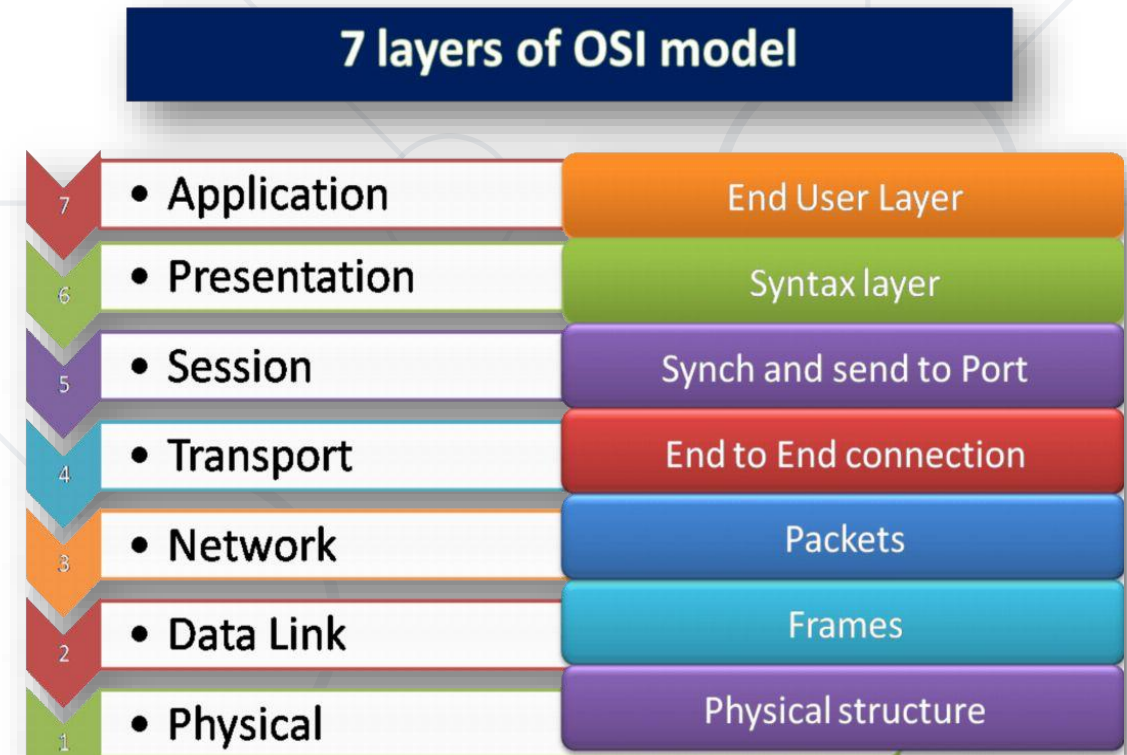 7 layers of OSI model
7 • Application End User Layer
6 • Presentation Syntax layer
5 • Session Synch and send to Port
4 • Transport End to End connection
3 • Network Packets
2 • Data Link Frames
1 • Physical Physical structure